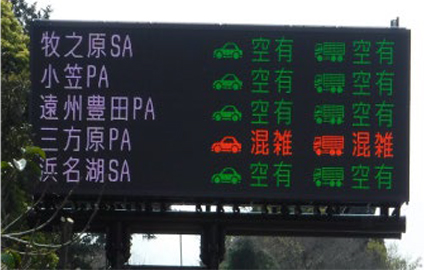 牧之原SA 空有 空有
小笠PA 空有 空有
遠州豊田PA 空有 空有
三方原PA 混雑 混雑
浜名湖SA 空有 空有